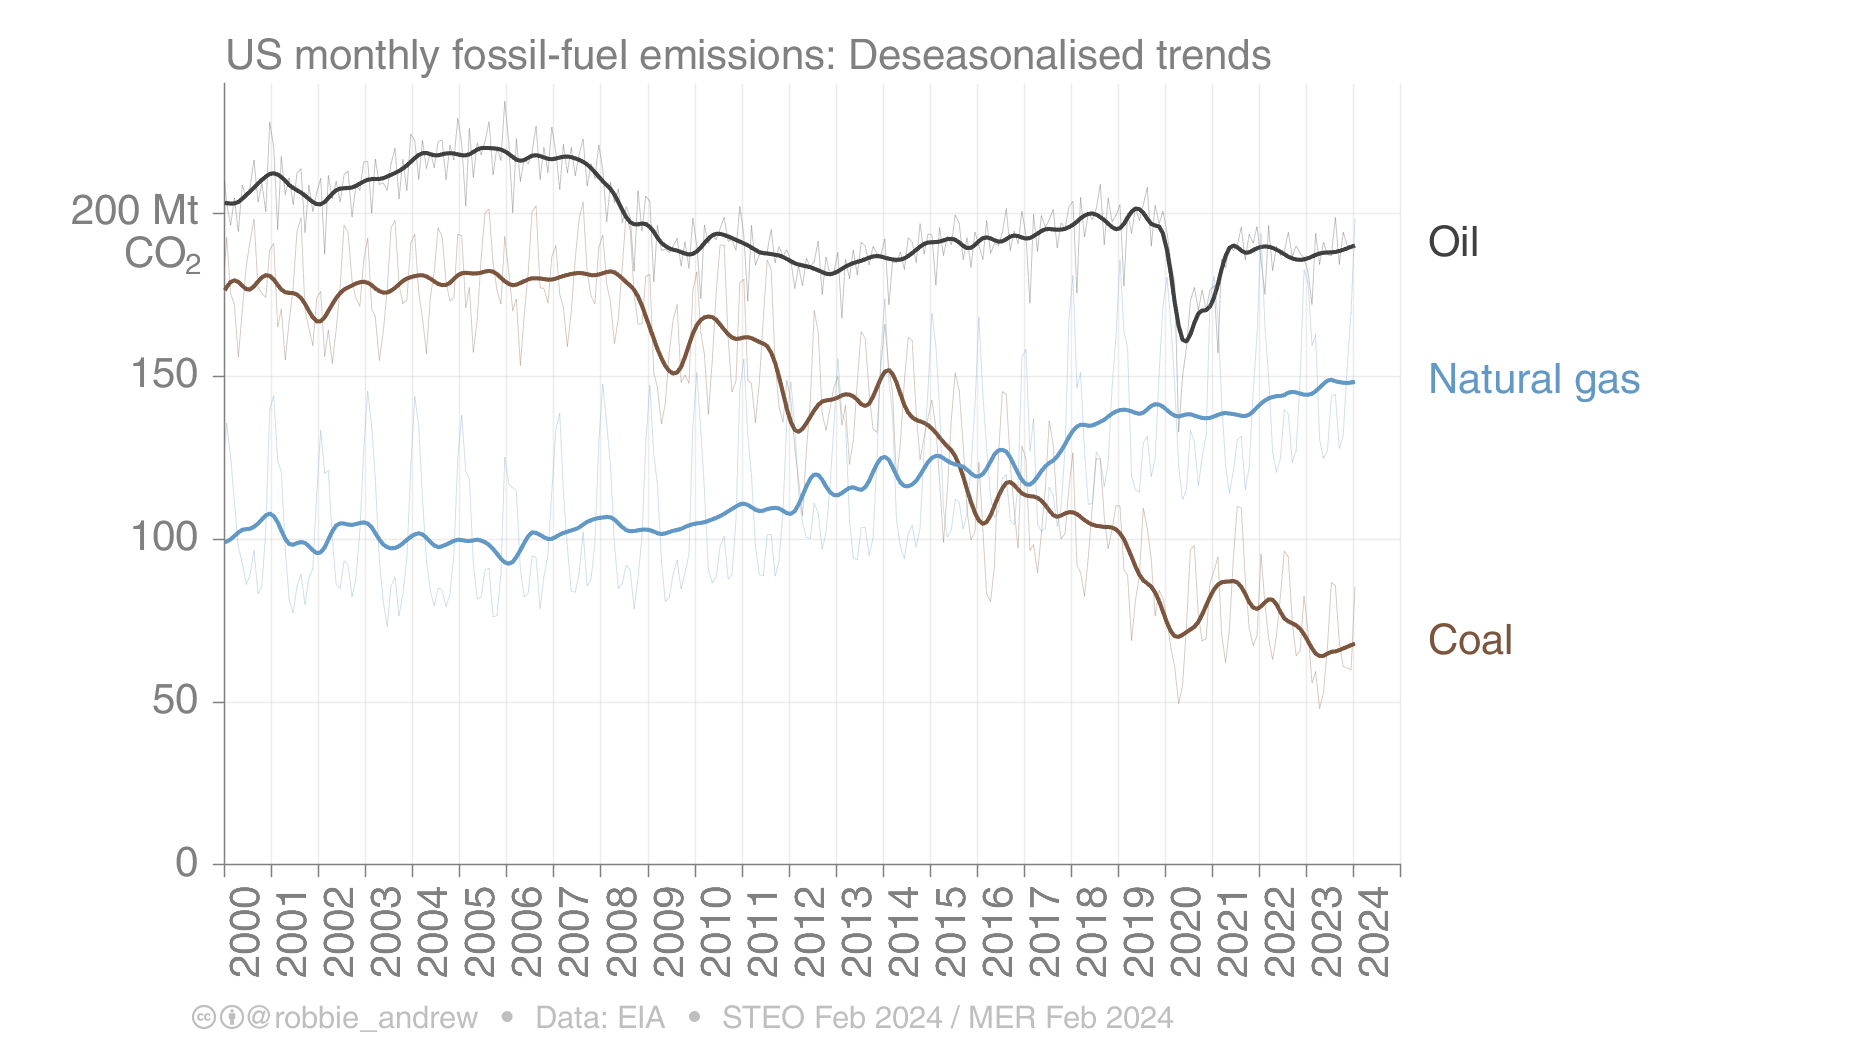 US monthly fossil-fuel emissions: Deseasonalised trends
200 Mt
CO₂
150
100
50
0
Oil
Natural gas
Coal
2000 2001 2002 2003 2004 2005 2006 2007 2008 2009 2010 2011 2012 2013 2014 2015 2016 2017 2018 2019 2020 2021 2022 2023 2024
@robbie_andrew • Data: EIA • STEO Feb 2024 / MER Feb 2024